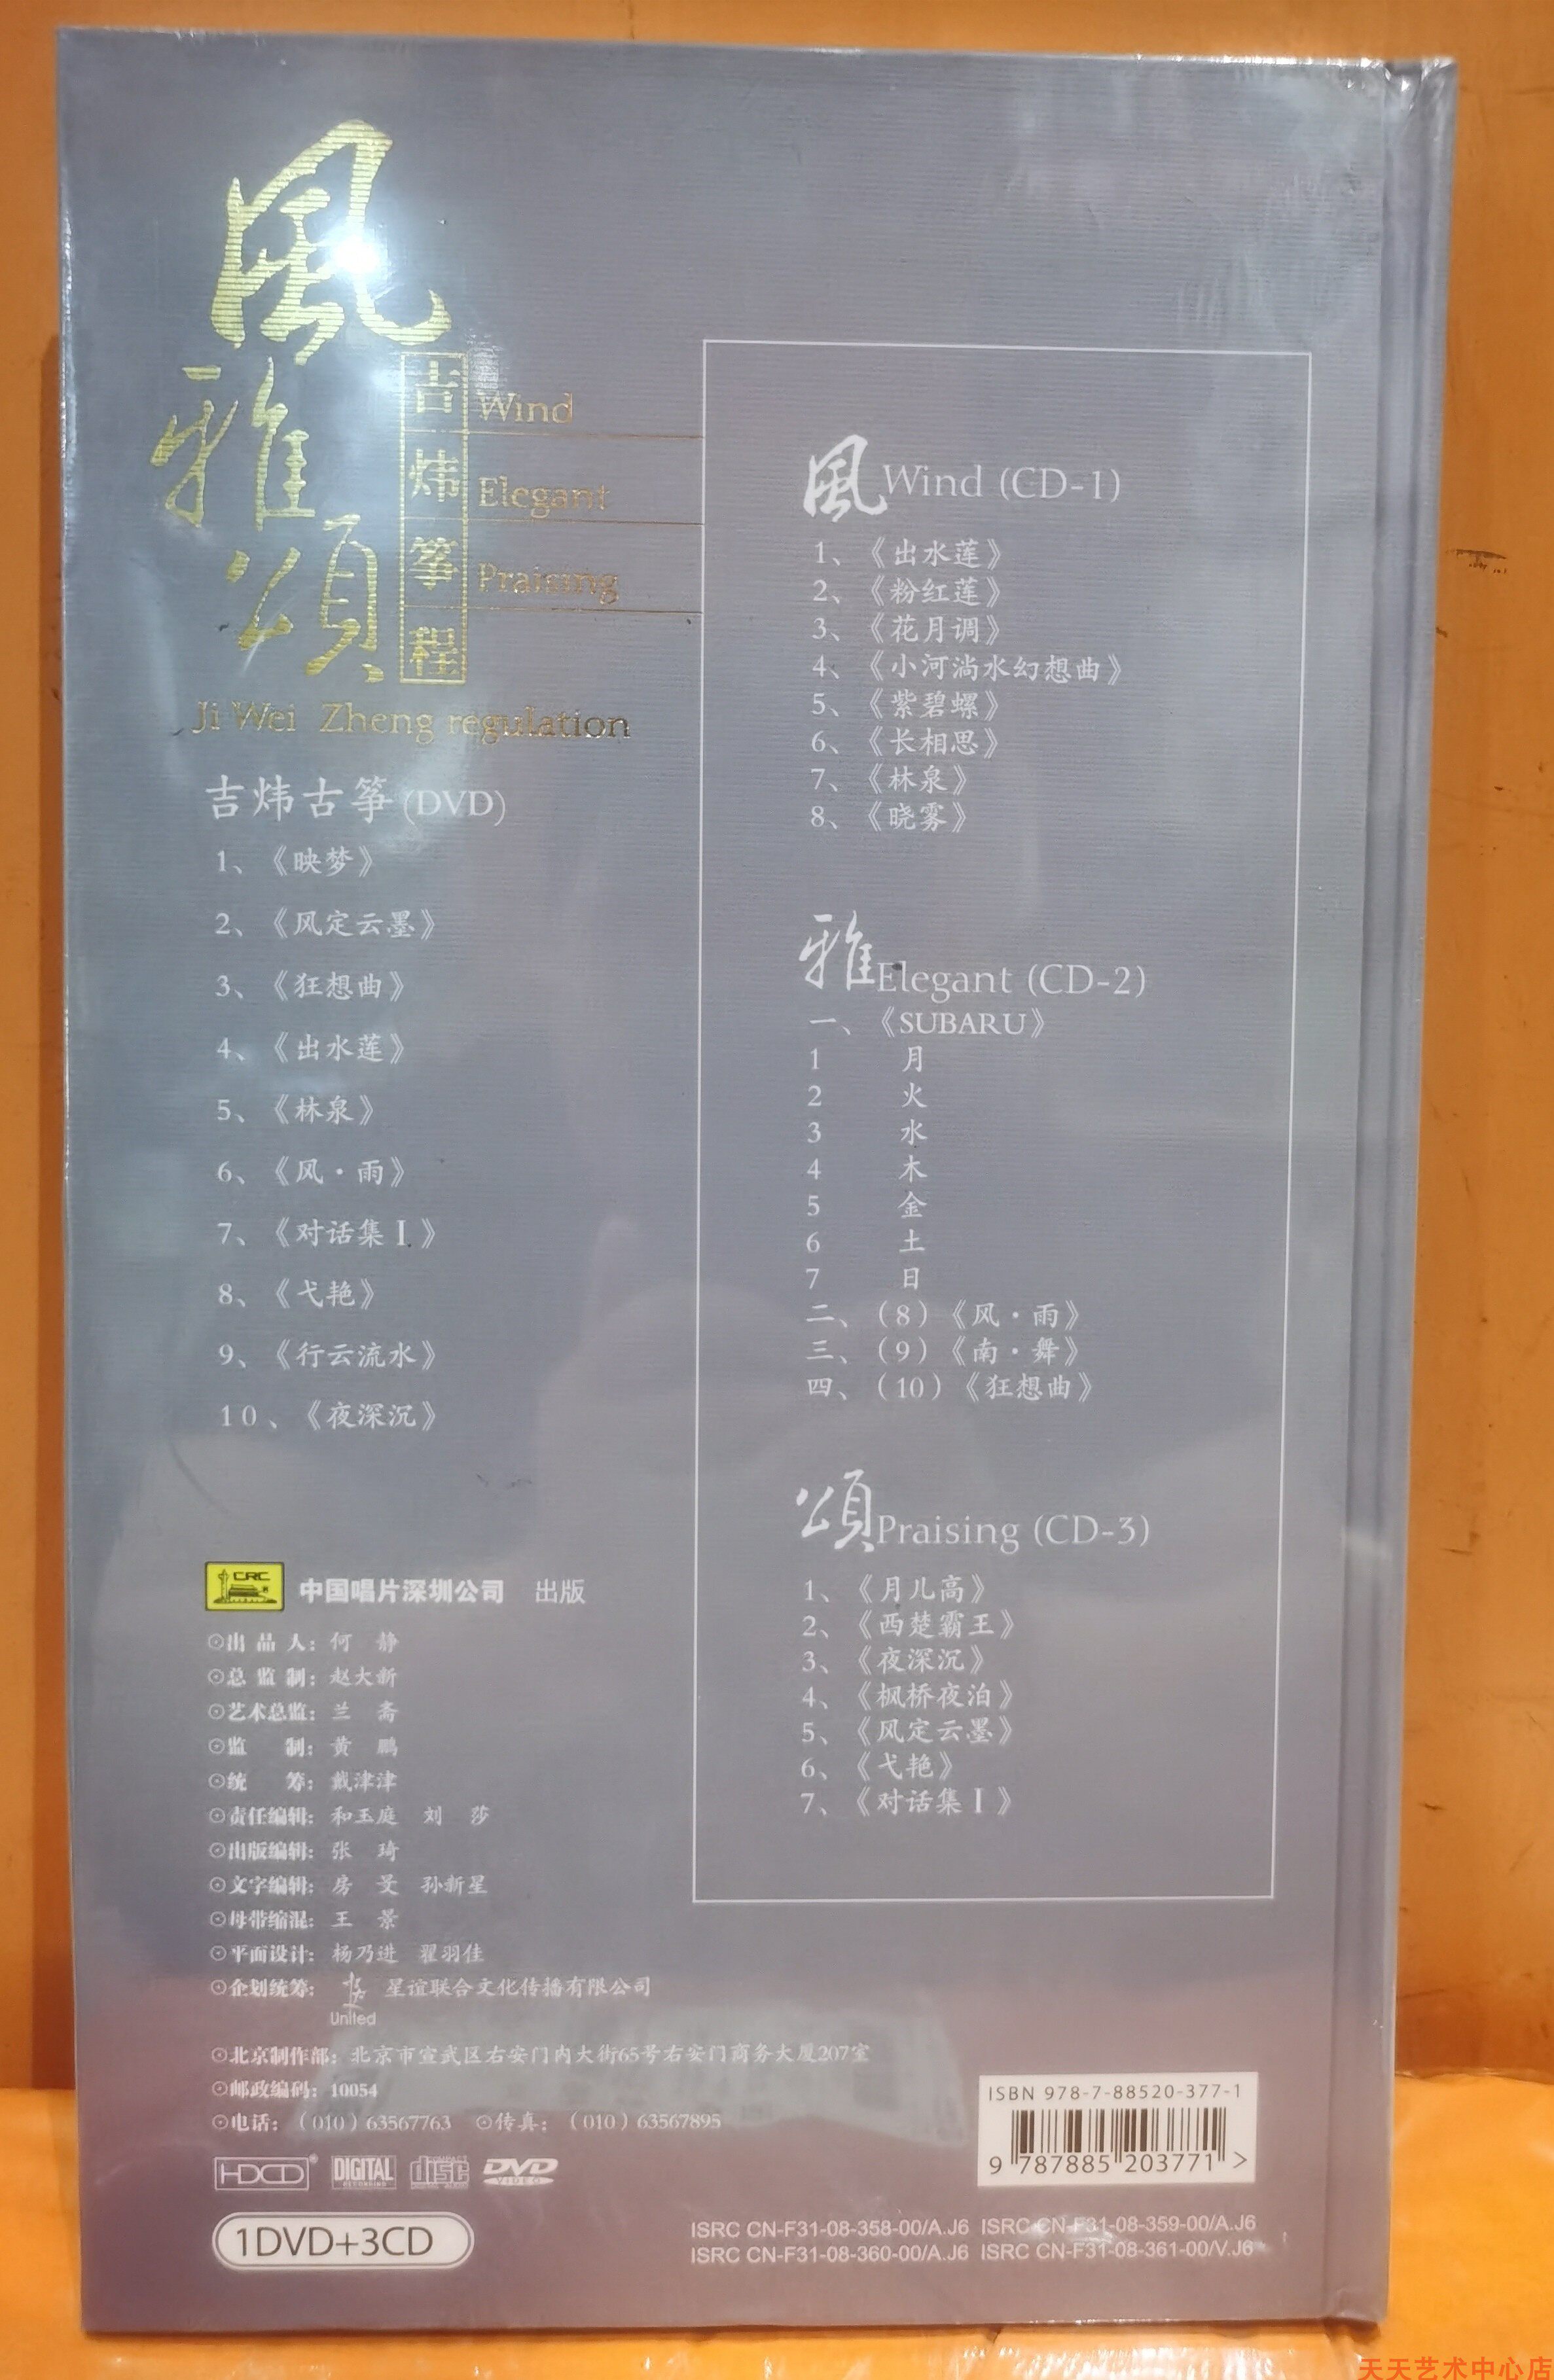 風
雅
頌
吉炜筝程
Wind
Elegant
Praising
Ji Wei Zheng regulation
吉炜古筝(DVD)
1、《映梦》
2、《风定云墨》
3、《狂想曲》
4、《出水莲》
5、《林泉》
6、《风·雨》
7、《对话集Ⅰ》
8、《弋艳》
9、《行云流水》
10、《夜深沉》
風Wind (CD-1)
1、《出水莲》
2、《粉红莲》
3、《花月调》
4、《小河淌水幻想曲》
5、《紫碧螺》
6、《长相思》
7、《林泉》
8、《晓雾》
雅Elegant (CD-2)
一、《SUBARU》
1 月
2 火
3 水
4 木
5 金
6 土
7 日
二、（8）《风·雨》
三、（9）《南·舞》
四、（10）《狂想曲》
頌Praising (CD-3)
1、《月儿高》
2、《西楚霸王》
3、《夜深沉》
4、《枫桥夜泊》
5、《风定云墨》
6、《弋艳》
7、《对话集Ⅰ》
CRC 中国唱片深圳公司 出版
⊙出品人：何 静
⊙总监制：赵大新
⊙艺术总监：兰 斋
⊙监 制：黄 鹏
⊙统 筹：戴津津
⊙责任编辑：和玉庭 刘 莎
⊙出版编辑：张 琦
⊙文字编辑：房 旻 孙新星
⊙母带缩混：王 景
⊙平面设计：杨乃进 翟羽佳
⊙企划统筹： 星谊联合文化传播有限公司
United
⊙北京制作部：北京市宣武区右安门内大街65号右安门商务大厦207室
⊙邮政编码：10054
⊙电话：（010）63567763 ⊙传真：（010）63567895
HDCD® DIGITAL RECORDING COMPACT disc DIGITAL AUDIO DVD VIDEO
1DVD+3CD
ISBN 978-7-88520-377-1
9 787885 203771 >
ISRC CN-F31-08-358-00/A.J6 ISRC CN-F31-08-359-00/A.J6
ISRC CN-F31-08-360-00/A.J6 ISRC CN-F31-08-361-00/V.J6
天天艺术中心店